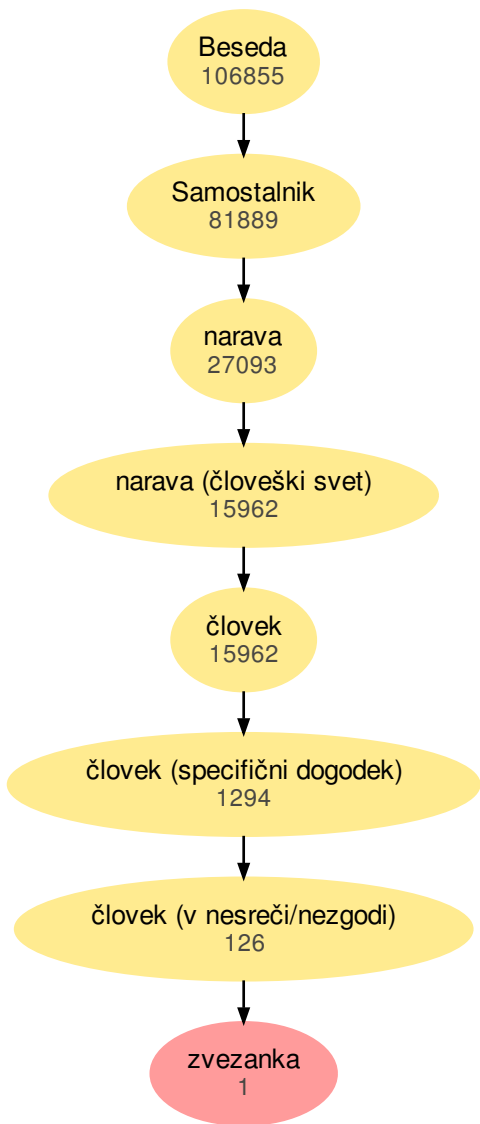 Beseda
106855
Samostalnik
81889
narava
27093
narava (človeški svet)
15962
človek
15962
človek (specifični dogodek)
1294
človek (v nesreči/nezgodi)
126
zvezanka
1